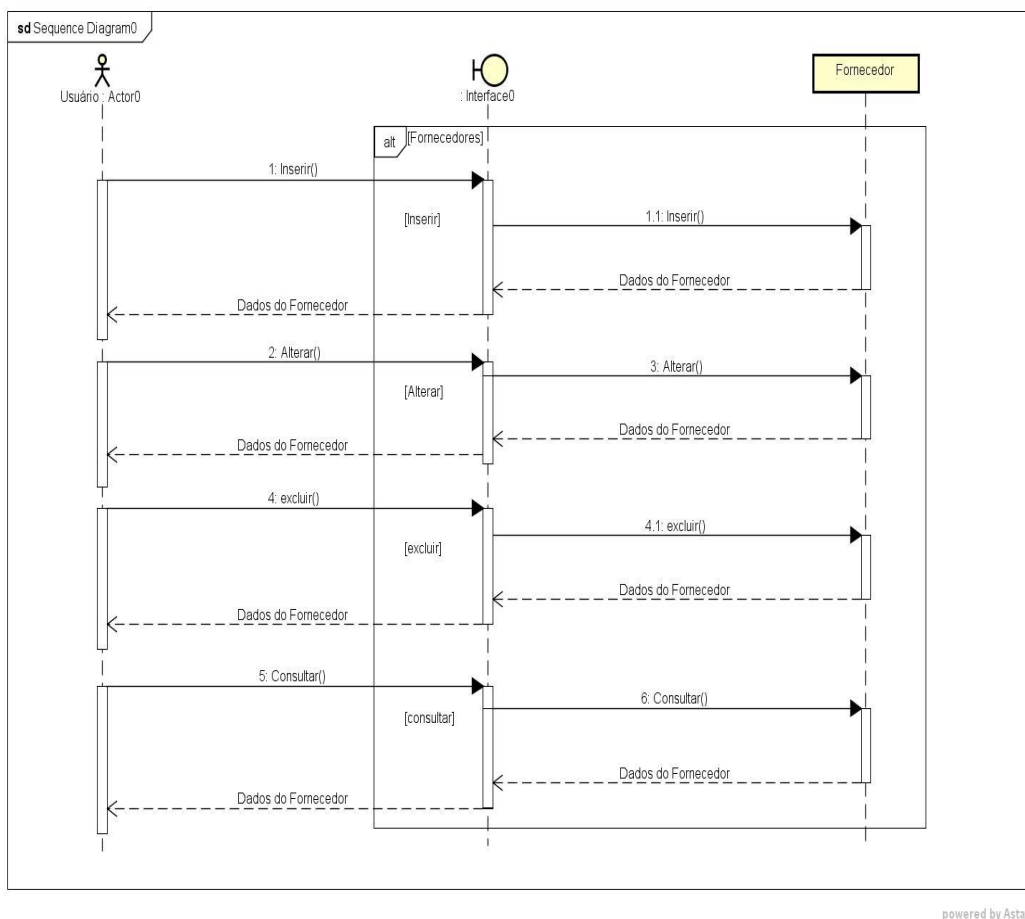 sd Sequence Diagram0
Usuário : Actor0
: Interface0
Fornecedor
alt [Fornecedores]
1: Inserir()
[Inserir]
1.1: Inserir()
Dados do Fornecedor
Dados do Fornecedor
2: Alterar()
3: Alterar()
[Alterar]
Dados do Fornecedor
Dados do Fornecedor
4: excluir()
4.1: excluir()
[excluir]
Dados do Fornecedor
Dados do Fornecedor
5: Consultar()
6: Consultar()
[consultar]
Dados do Fornecedor
Dados do Fornecedor
powered by Asta